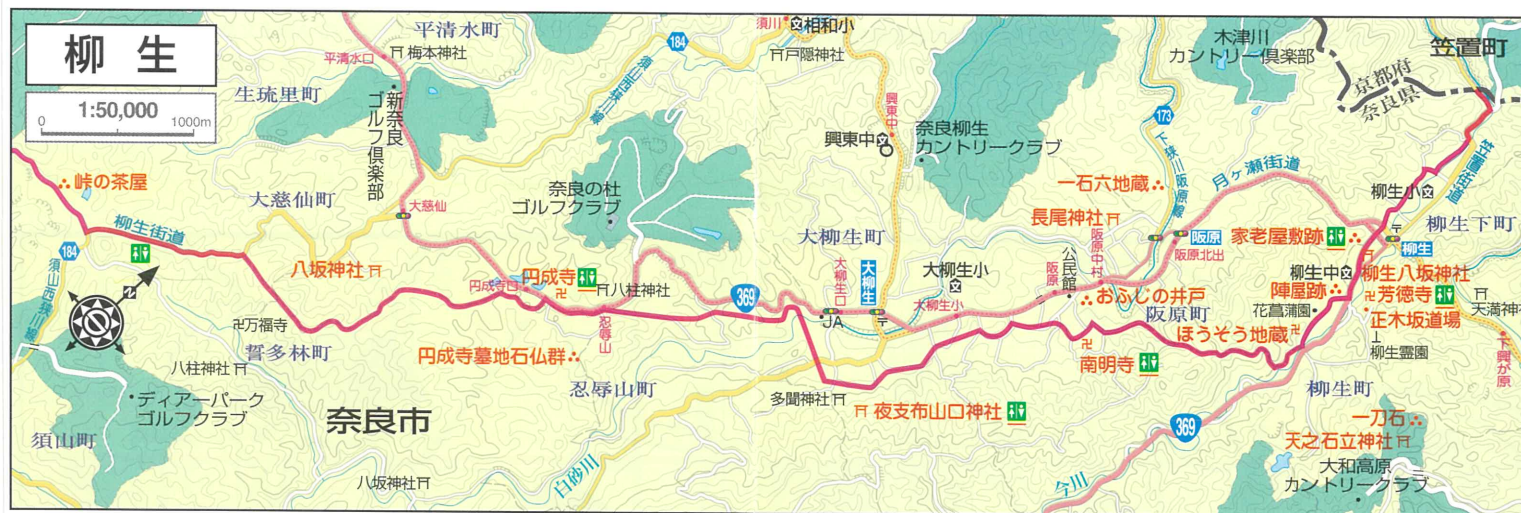 柳生
1:50,000
0 1000m
平清水町
平清水口
梅本神社
生琉里町
新奈良
ゴルフ倶楽部
184
須山西狭川線
須川
相和小
戸隠神社
興東中
興東中
奈良柳生
カントリークラブ
木津川
カントリー倶楽部
笠置町
京都府
奈良県
173
下狭川阪原線
月ヶ瀬街道
笠置街道
峠の茶屋
大慈仙町
大慈仙
奈良の杜
ゴルフクラブ
大柳生町
一石六地蔵
長尾神社
柳生小
柳生下町
柳生街道
184
須山西狭川線
八坂神社
円成寺口
円成寺
八柱神社
忍辱山
369
大柳生口
大柳生
JA
大柳生小
大柳生小
阪原
公民館
阪原中村
阪原
阪原北出
家老屋敷跡
柳生
柳生中
柳生八坂神社
陣屋跡
芳徳寺
花菖蒲園
正木坂道場
天満神社
柳生霊園
下興が原
おふじの井戸
阪原町
ほうそう地蔵
万福寺
誓多林町
八柱神社
円成寺墓地石仏群
忍辱山町
南明寺
柳生町
ディアーパーク
ゴルフクラブ
須山町
奈良市
多聞神社
夜支布山口神社
369
一刀石
天之石立神社
八坂神社
白砂川
今川
大和高原
カントリークラブ